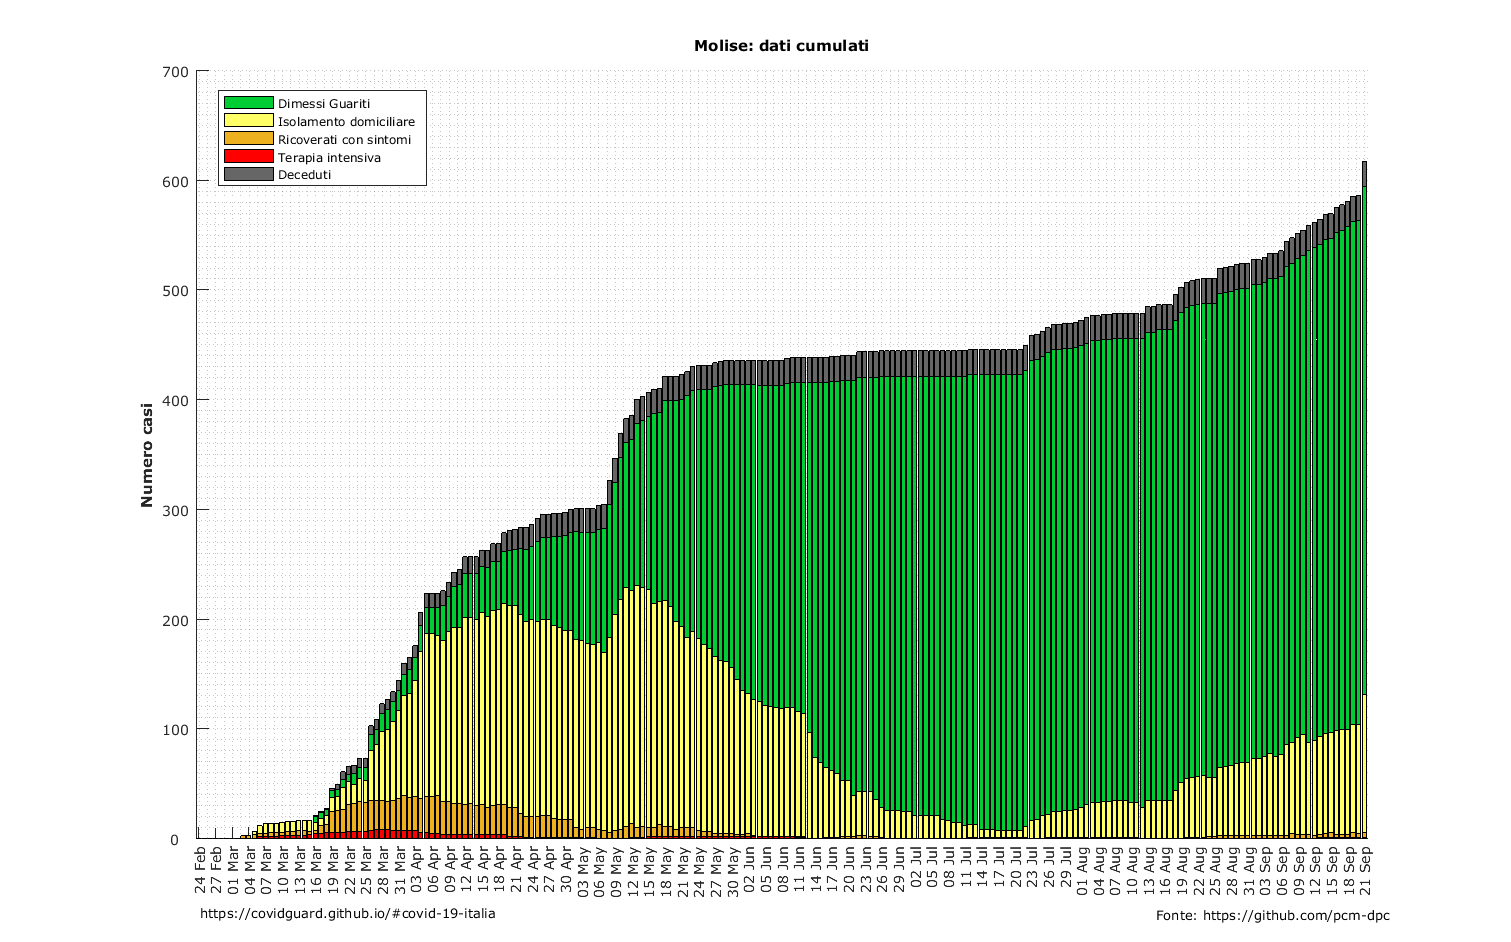 Molise: dati cumulati
700
600
500
400
300
200
100
0
Numero casi
Dimessi Guariti
Isolamento domiciliare
Ricoverati con sintomi
Terapia intensiva
Deceduti
24 Feb
27 Feb
01 Mar
04 Mar
07 Mar
10 Mar
13 Mar
16 Mar
19 Mar
22 Mar
25 Mar
28 Mar
31 Mar
03 Apr
06 Apr
09 Apr
12 Apr
15 Apr
18 Apr
21 Apr
24 Apr
27 Apr
30 Apr
03 May
06 May
09 May
12 May
15 May
18 May
21 May
24 May
27 May
30 May
02 Jun
05 Jun
08 Jun
11 Jun
14 Jun
17 Jun
20 Jun
23 Jun
26 Jun
29 Jun
02 Jul
05 Jul
08 Jul
11 Jul
14 Jul
17 Jul
20 Jul
23 Jul
26 Jul
29 Jul
01 Aug
04 Aug
07 Aug
10 Aug
13 Aug
16 Aug
19 Aug
22 Aug
25 Aug
28 Aug
31 Aug
03 Sep
06 Sep
09 Sep
12 Sep
15 Sep
18 Sep
21 Sep
https://covidguard.github.io/#covid-19-italia
Fonte: https://github.com/pcm-dpc